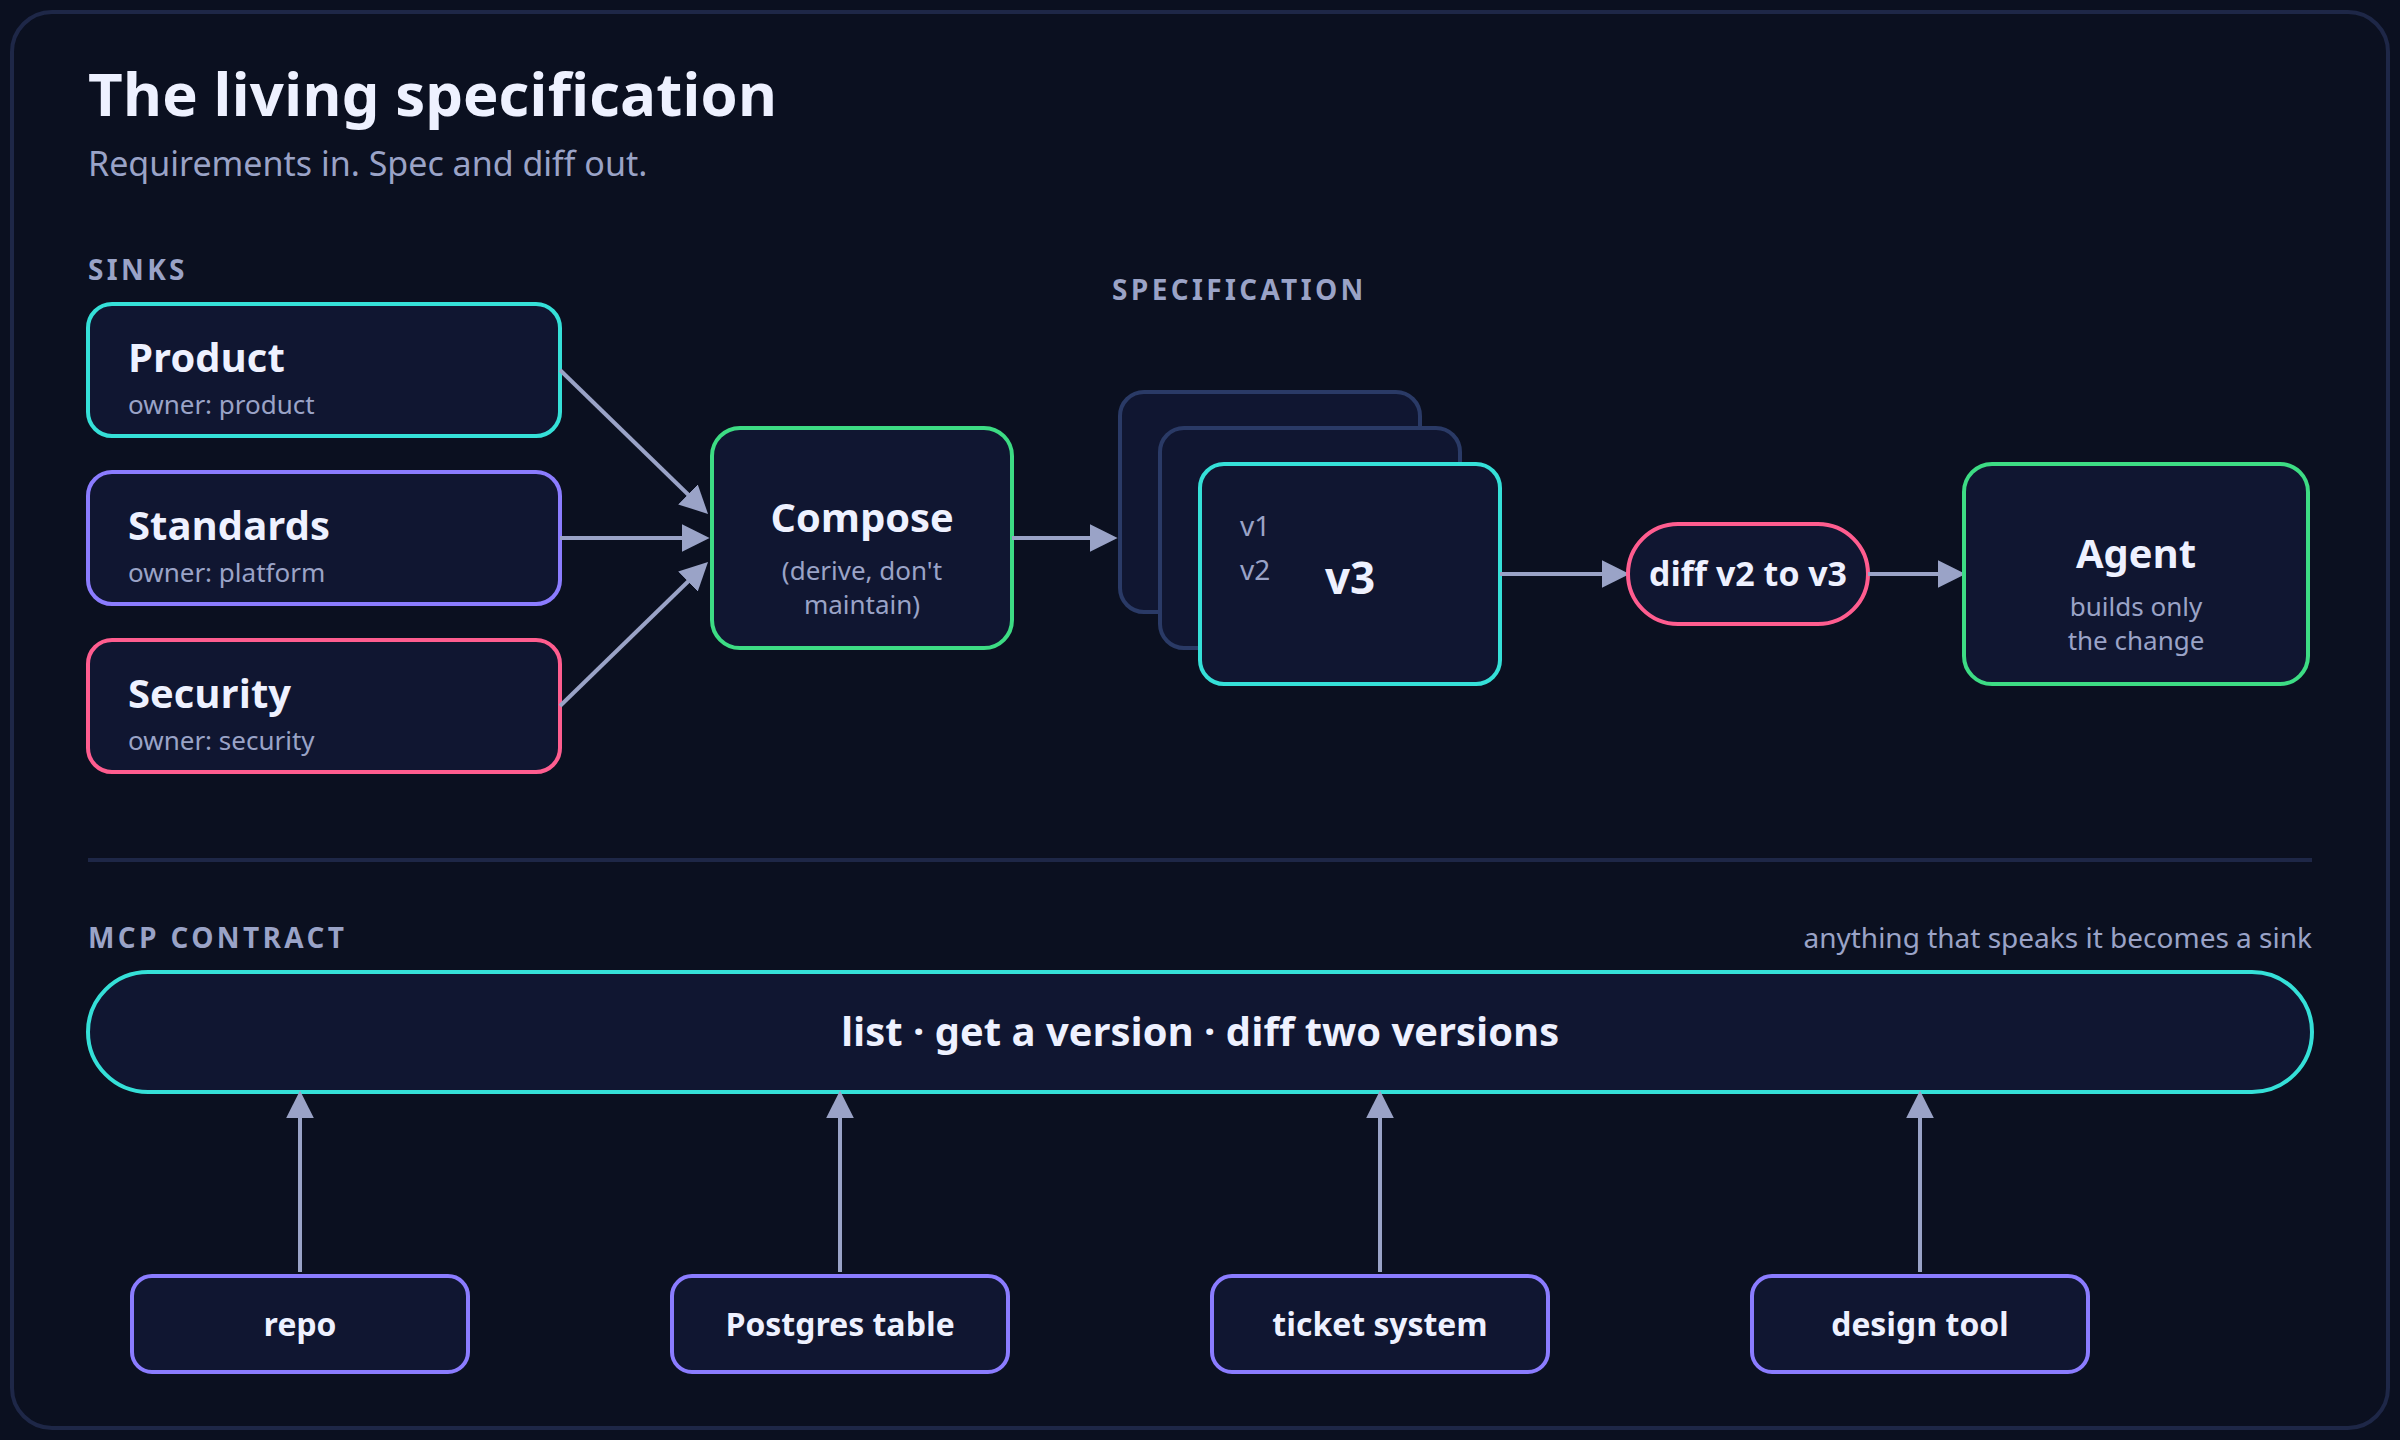 The living specification
Requirements in. Spec and diff out.
SINKS
Product
owner: product
Standards
owner: platform
Security
owner: security
Compose
(derive, don't
maintain)
SPECIFICATION
v1
v2
v3
diff v2 to v3
Agent
builds only
the change
MCP CONTRACT
anything that speaks it becomes a sink
list · get a version · diff two versions
repo
Postgres table
ticket system
design tool